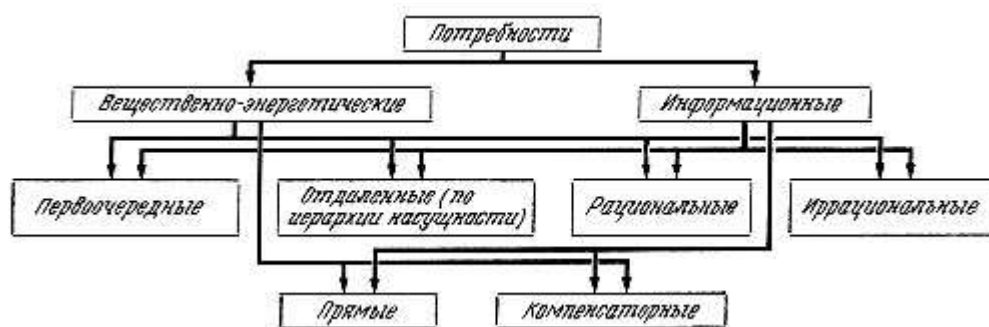 Потребности
Вещественно-энергетические
Информационные
Первоочередные
Отдаленные (по
иерархии насущности)
Рациональные
Иррациональные
Прямые
Компенсаторные